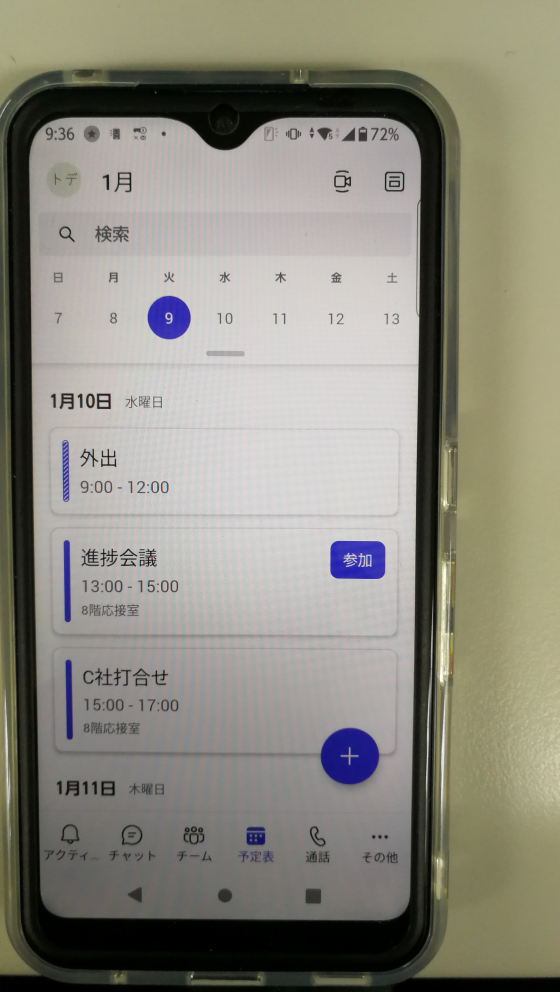 9:36
72%
トデ
1月
検索
日 月 火 水 木 金 土
7 8 9 10 11 12 13
1月10日 水曜日
外出
9:00 - 12:00
進捗会議
参加
13:00 - 15:00
8階応接室
C社打合せ
15:00 - 17:00
8階応接室
1月11日 木曜日
アクティ... チャット チーム 予定表 通話 その他